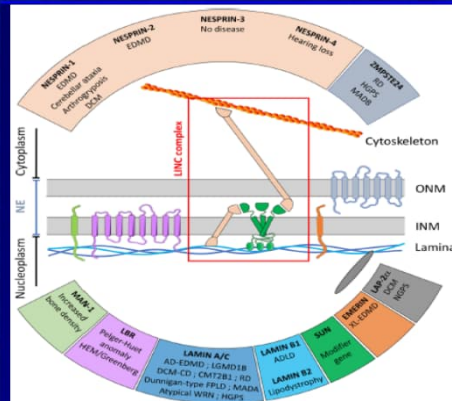 NESPRIN-1
EDMD
Cerebellar ataxia
Arthrogryposis
DCM
NESPRIN-2
EDMD
NESPRIN-3
No disease
NESPRIN-4
Hearing loss
ZMPSTE24
RD
HGPS
MADB
Cytoplasm
NE
Nucleoplasm
LINC complex
Cytoskeleton
ONM
INM
Lamina
MAN-1
Increased
bone density
LBR
Pelger-Huet
anomaly
HEM/Greenberg
LAMIN A/C
AD-EDMD ; LGMD1B
DCM-CD ; CMT2B1 ; RD
Dunnigan-type FPLD ; MADA
Atypical WRN ; HGPS
LAMIN B1
ADLD
LAMIN B2
Lipodystrophy
SUN
Modifier
gene
EMERIN
XL-EDMD
LAP-2α
DCM
NGPS